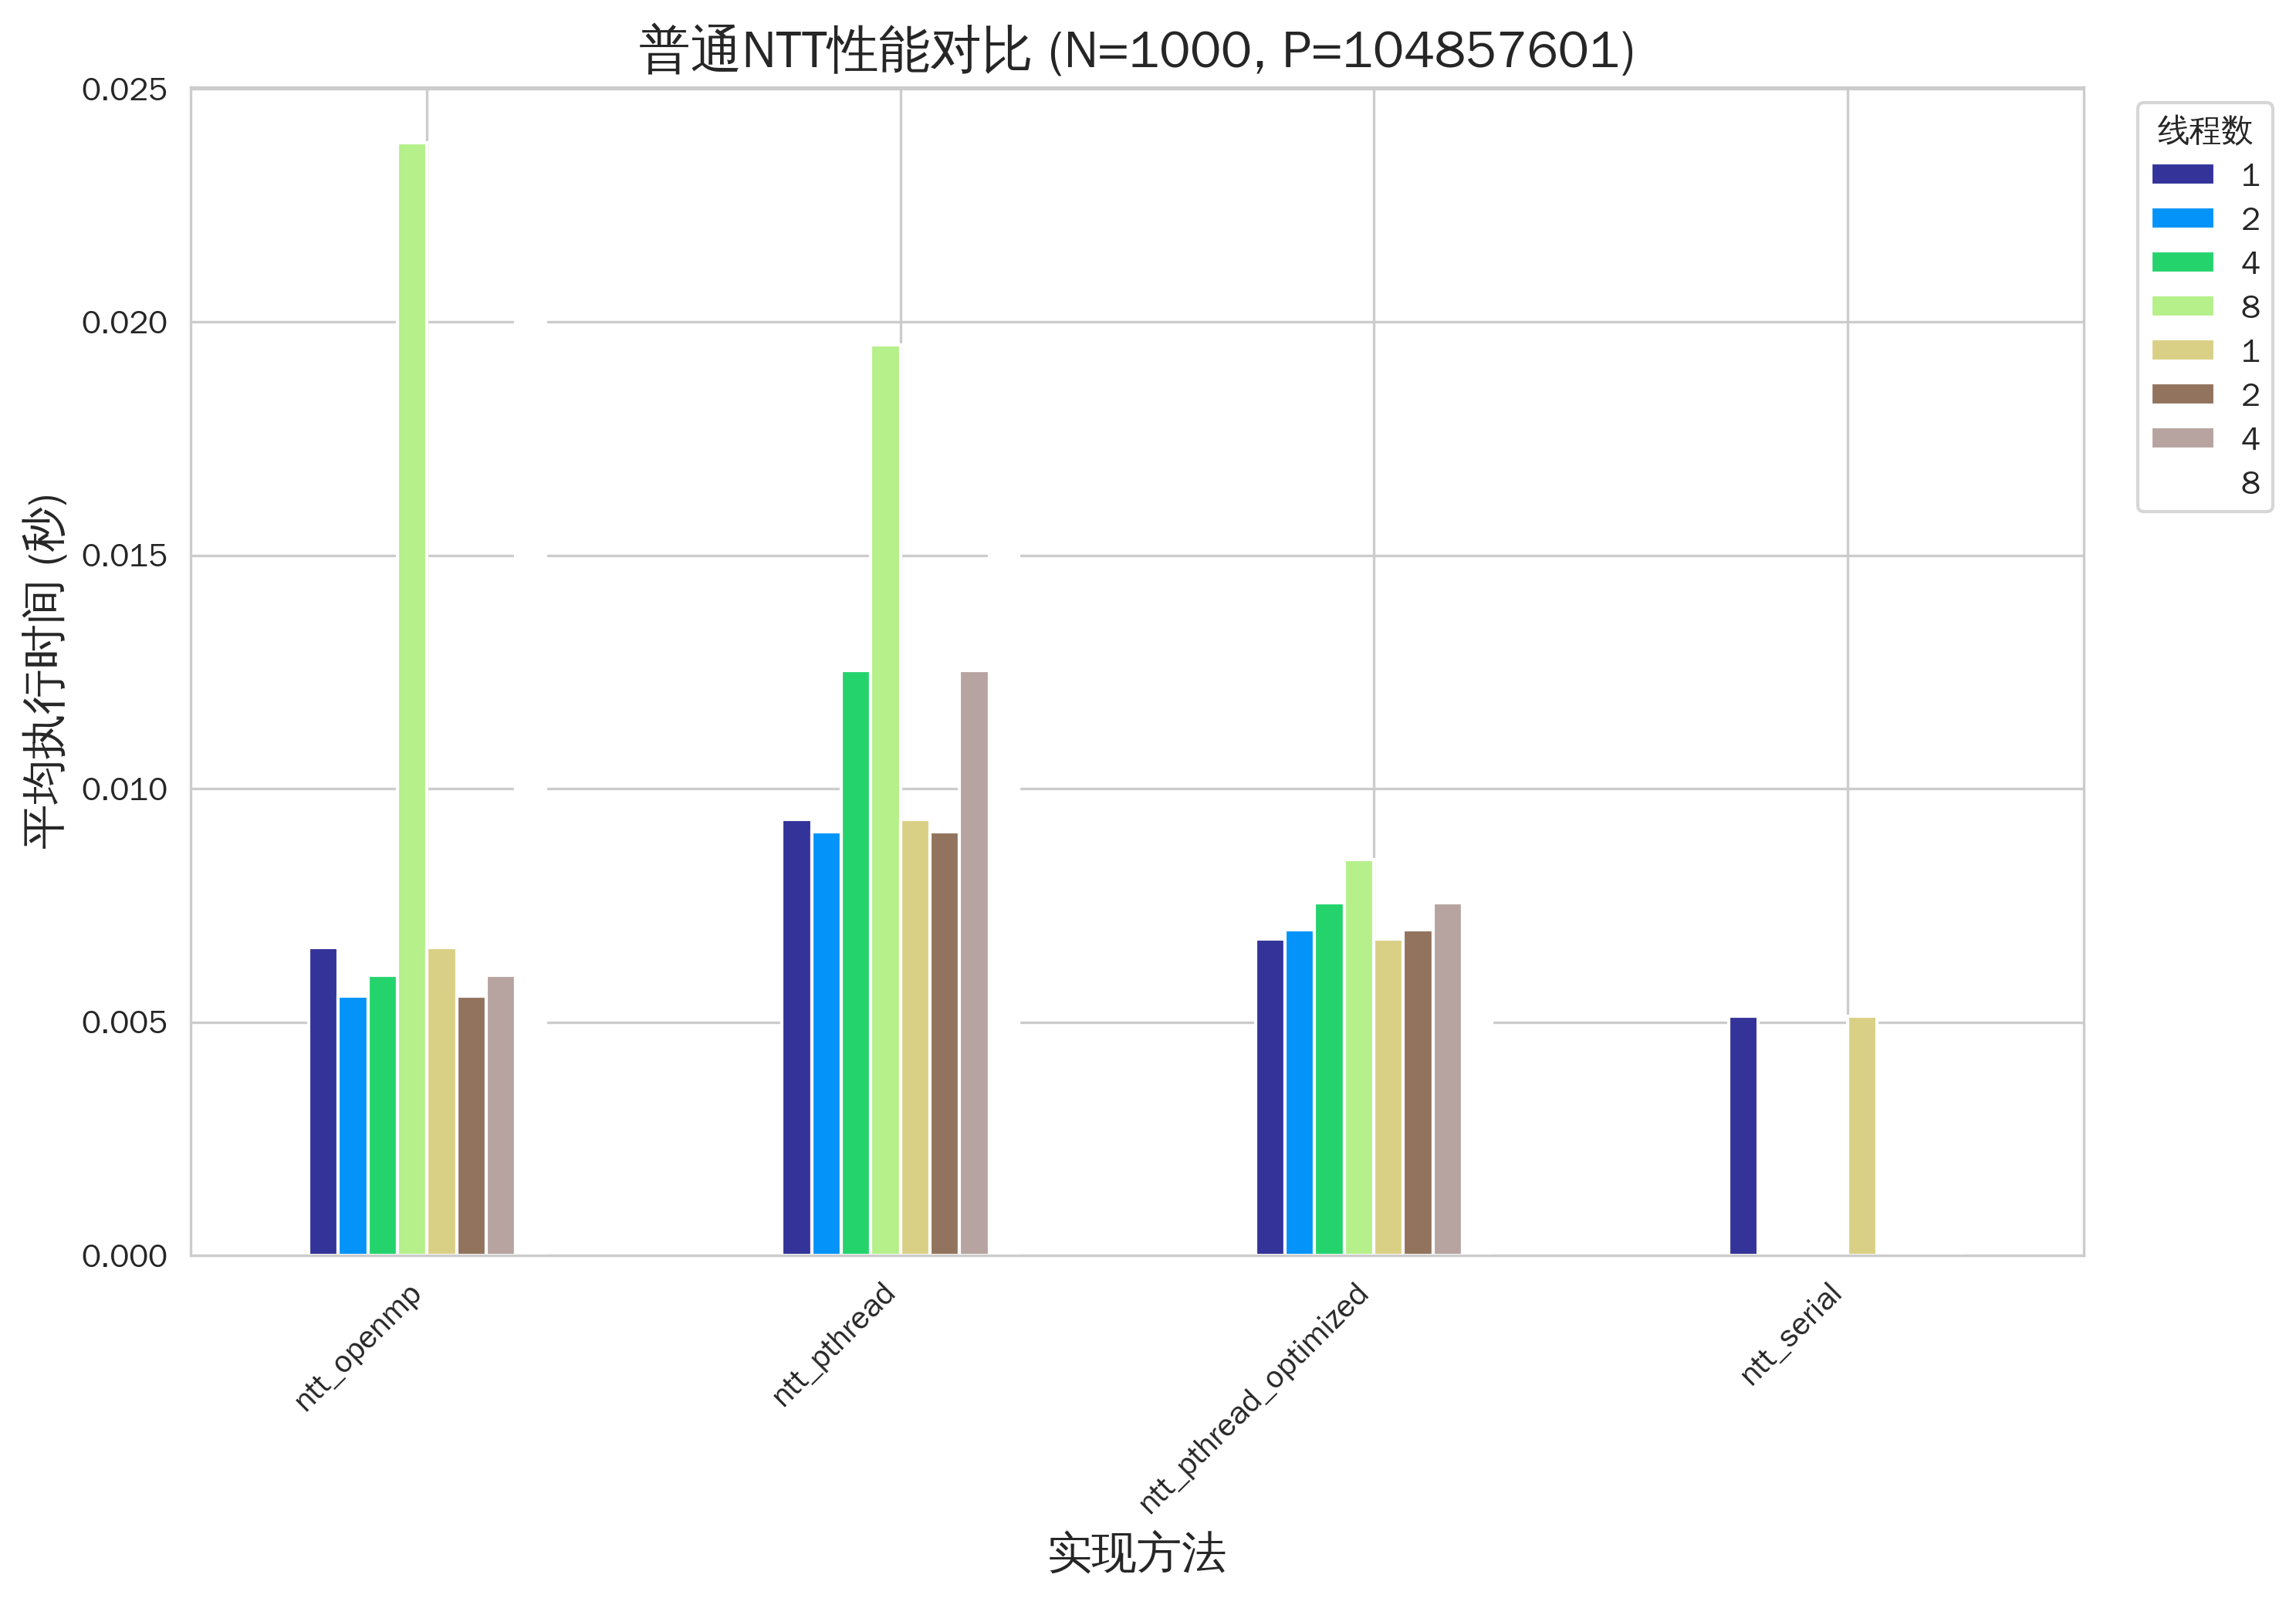 普通NTT性能对比 (N=1000, P=104857601)
平均执行时间 (秒)
0.025
0.020
0.015
0.010
0.005
0.000
线程数
1
2
4
8
1
2
4
8
ntt_openmp
ntt_pthread
ntt_pthread_optimized
ntt_serial
实现方法